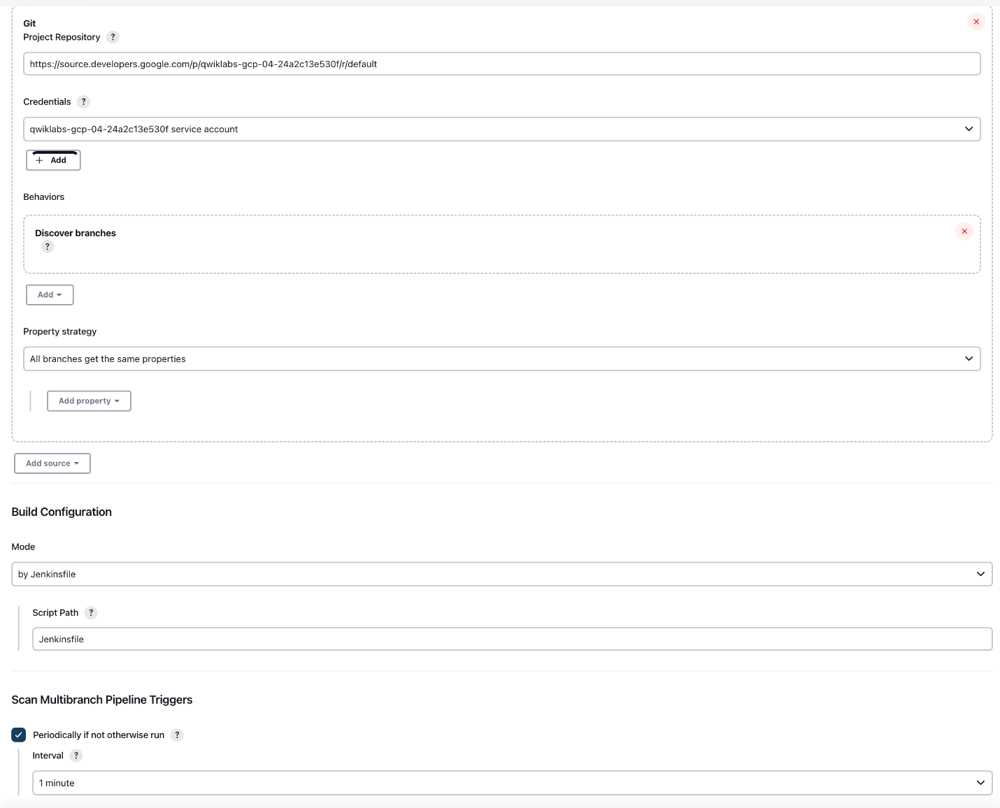 Git
Project Repository ?
https://source.developers.google.com/p/qwiklabs-gcp-04-24a2c13e530f/r/default
Credentials ?
qwiklabs-gcp-04-24a2c13e530f service account
+ Add
Behaviors
Discover branches
?
Add
Property strategy
All branches get the same properties
Add property
Add source
Build Configuration
Mode
by Jenkinsfile
Script Path ?
Jenkinsfile
Scan Multibranch Pipeline Triggers
Periodically if not otherwise run ?
Interval ?
1 minute